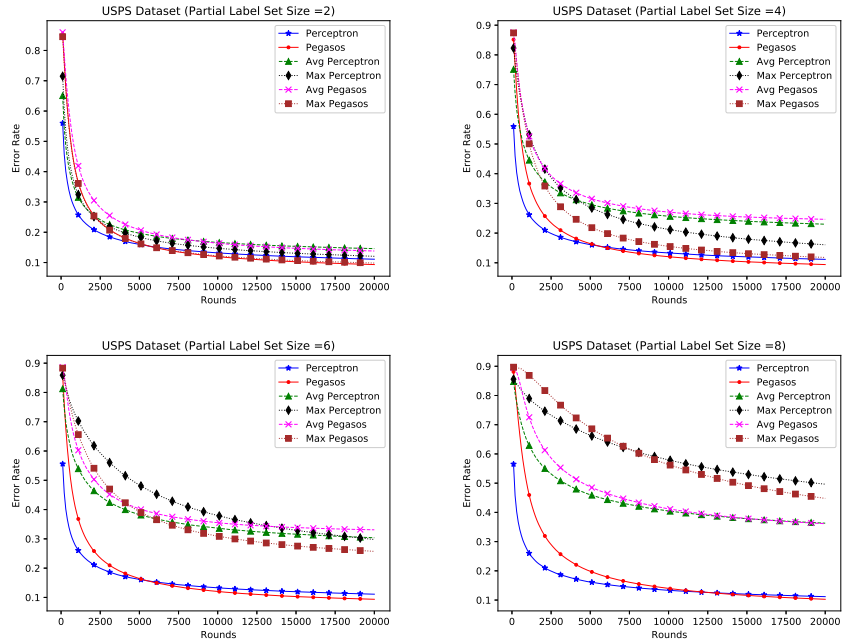 USPS Dataset (Partial Label Set Size =2)
Error Rate
0.8
0.7
0.6
0.5
0.4
0.3
0.2
0.1
Perceptron
Pegasos
Avg Perceptron
Max Perceptron
Avg Pegasos
Max Pegasos
0 2500 5000 7500 10000 12500 15000 17500 20000
Rounds
USPS Dataset (Partial Label Set Size =4)
Error Rate
0.9
0.8
0.7
0.6
0.5
0.4
0.3
0.2
0.1
Perceptron
Pegasos
Avg Perceptron
Max Perceptron
Avg Pegasos
Max Pegasos
0 2500 5000 7500 10000 12500 15000 17500 20000
Rounds
USPS Dataset (Partial Label Set Size =6)
Error Rate
0.9
0.8
0.7
0.6
0.5
0.4
0.3
0.2
0.1
Perceptron
Pegasos
Avg Perceptron
Max Perceptron
Avg Pegasos
Max Pegasos
0 2500 5000 7500 10000 12500 15000 17500 20000
Rounds
USPS Dataset (Partial Label Set Size =8)
Error Rate
0.9
0.8
0.7
0.6
0.5
0.4
0.3
0.2
0.1
Perceptron
Pegasos
Avg Perceptron
Max Perceptron
Avg Pegasos
Max Pegasos
0 2500 5000 7500 10000 12500 15000 17500 20000
Rounds